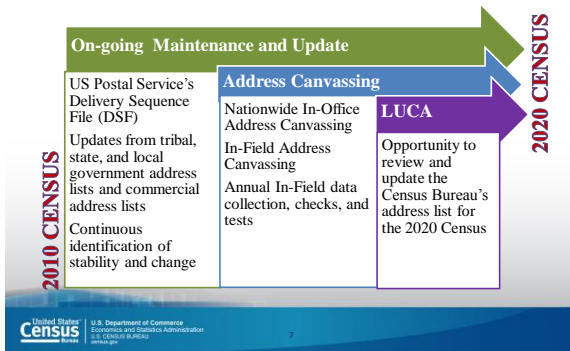 On-going Maintenance and Update
US Postal Service's
Delivery Sequence
File (DSF)
Updates from tribal,
state, and local
government address
lists and commercial
address lists
Continuous
identification of
stability and change
Address Canvassing
Nationwide In-Office
Address Canvassing
In-Field Address
Canvassing
Annual In-Field data
collection, checks, and
tests
LUCA
Opportunity to
review and
update the
Census Bureau's
address list for
the 2020 Census
2010 CENSUS
2020 CENSUS
United States
Census
Bureau
U.S. Department of Commerce
Economics and Statistics Administration
U.S. CENSUS BUREAU
census.gov
7